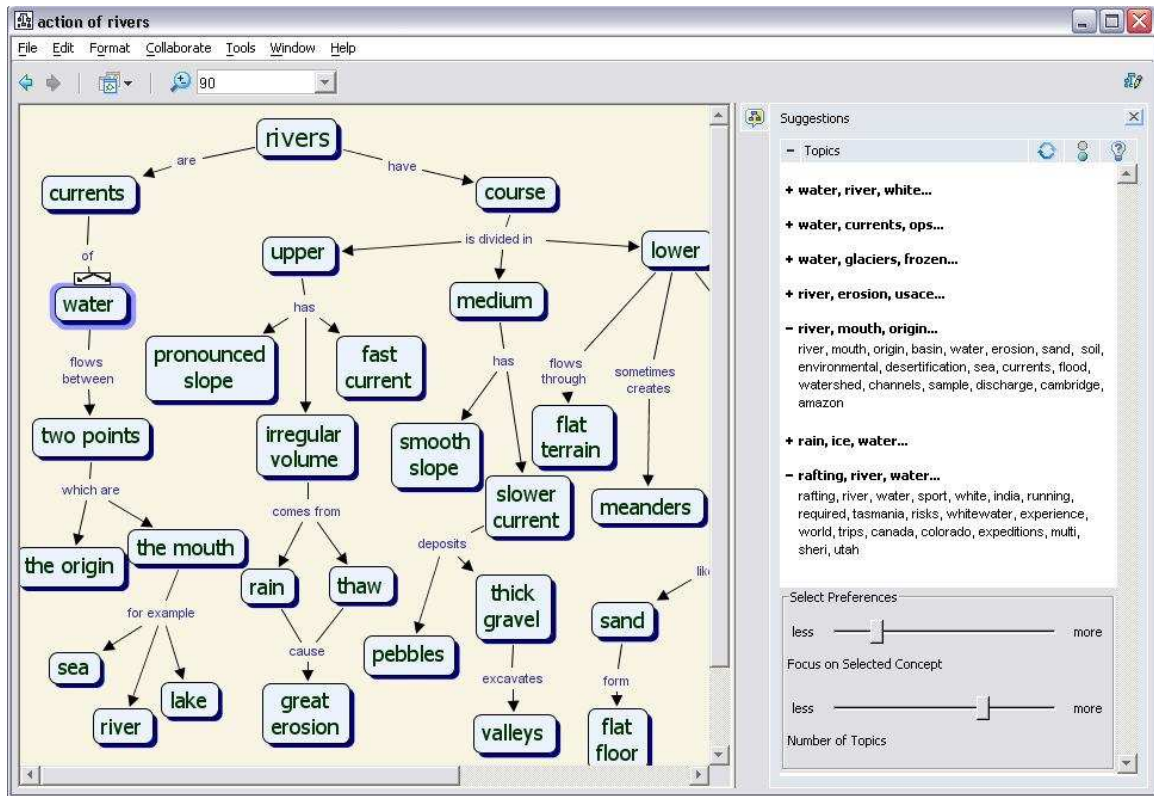 action of rivers
File Edit Format Collaborate Tools Window Help
90
rivers
are
have
currents
course
of
is divided in
upper
lower
water
medium
has
pronounced
slope
fast
current
flows
between
has
flows
through
sometimes
creates
two points
irregular
volume
smooth
slope
flat
terrain
which are
slower
current
meanders
comes from
the origin
the mouth
deposits
rain
thaw
thick
gravel
lik
for example
sand
cause
pebbles
sea
excavates
form
river
lake
great
erosion
valleys
flat
floor
Suggestions
− Topics
+ water, river, white...
+ water, currents, ops...
+ water, glaciers, frozen...
+ river, erosion, usace...
− river, mouth, origin...
river, mouth, origin, basin, water, erosion, sand, soil,
environmental, desertification, sea, currents, flood,
watershed, channels, sample, discharge, cambridge,
amazon
+ rain, ice, water...
− rafting, river, water...
rafting, river, water, sport, white, india, running,
required, tasmania, risks, whitewater, experience,
world, trips, canada, colorado, expeditions, multi,
sheri, utah
Select Preferences
less more
Focus on Selected Concept
less more
Number of Topics